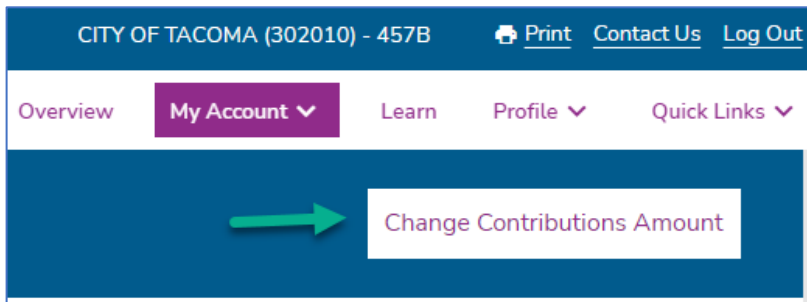 CITY OF TACOMA (302010) - 457B Print Contact Us Log Out
Overview My Account Learn Profile Quick Links
Change Contributions Amount